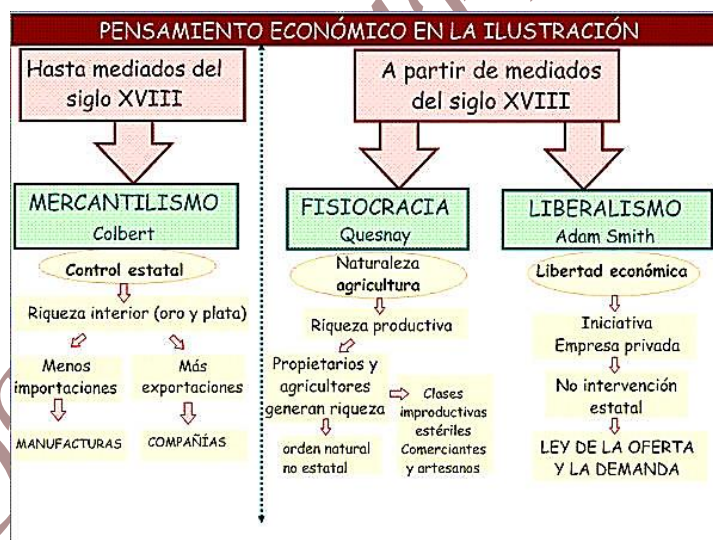 PENSAMIENTO ECONÓMICO EN LA ILUSTRACIÓN
Hasta mediados del
siglo XVIII
A partir de mediados
del siglo XVIII
MERCANTILISMO
Colbert
Control estatal
Riqueza interior (oro y plata)
Menos
importaciones
Más
exportaciones
MANUFACTURAS
COMPAÑÍAS
FISIOCRACIA
Quesnay
Naturaleza
agricultura
Riqueza productiva
Propietarios y
agricultores
generan riqueza
orden natural
no estatal
Clases
improductivas
estériles
Comerciantes
y artesanos
LIBERALISMO
Adam Smith
Libertad económica
Iniciativa
Empresa privada
No intervención
estatal
LEY DE LA OFERTA
Y LA DEMANDA